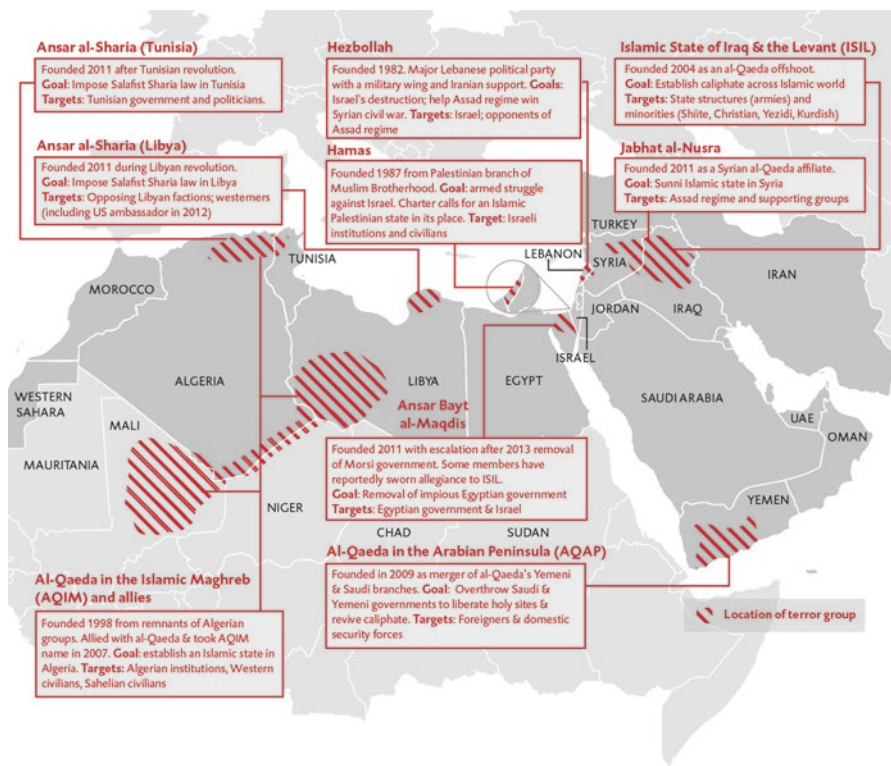 Ansar al-Sharia (Tunisia)
Founded 2011 after Tunisian revolution.
Goal: Impose Salafist Sharia law in Tunisia
Targets: Tunisian government and politicians.
Ansar al-Sharia (Libya)
Founded 2011 during Libyan revolution.
Goal: Impose Salafist Sharia law in Libya
Targets: Opposing Libyan factions; westerners
(including US ambassador in 2012)
Hezbollah
Founded 1982. Major Lebanese political party
with a military wing and Iranian support. Goals:
Israel's destruction; help Assad regime win
Syrian civil war. Targets: Israel; opponents of
Assad regime
Hamas
Founded 1987 from Palestinian branch of
Muslim Brotherhood. Goal: armed struggle
against Israel. Charter calls for an Islamic
Palestinian state in its place. Target: Israeli
institutions and civilians
Islamic State of Iraq & the Levant (ISIL)
Founded 2004 as an al-Qaeda offshoot.
Goal: Establish caliphate across Islamic world
Targets: State structures (armies) and
minorities (Shiite, Christian, Yezidi, Kurdish)
Jabhat al-Nusra
Founded 2011 as a Syrian al-Qaeda affiliate.
Goal: Sunni Islamic state in Syria
Targets: Assad regime and supporting groups
TURKEY
TUNISIA
LEBANON
SYRIA
IRAN
MOROCCO
JORDAN
IRAQ
ISRAEL
ALGERIA
LIBYA
EGYPT
WESTERN
SAHARA
SAUDI ARABIA
UAE
OMAN
MALI
MAURITANIA
NIGER
CHAD
SUDAN
YEMEN
Ansar Bayt
al-Maqdis
Founded 2011 with escalation after 2013 removal
of Morsi government. Some members have
reportedly sworn allegiance to ISIL.
Goal: Removal of impious Egyptian government
Targets: Egyptian government & Israel
Al-Qaeda in the Arabian Peninsula (AQAP)
Founded in 2009 as merger of al-Qaeda's Yemeni
& Saudi branches. Goal: Overthrow Saudi &
Yemeni governments to liberate holy sites &
revive caliphate. Targets: Foreigners & domestic
security forces
Al-Qaeda in the Islamic Maghreb
(AQIM) and allies
Founded 1998 from remnants of Algerian
groups. Allied with al-Qaeda & took AQIM
name in 2007. Goal: establish an Islamic state in
Algeria. Targets: Algerian institutions, Western
civilians, Sahelian civilians
Location of terror group